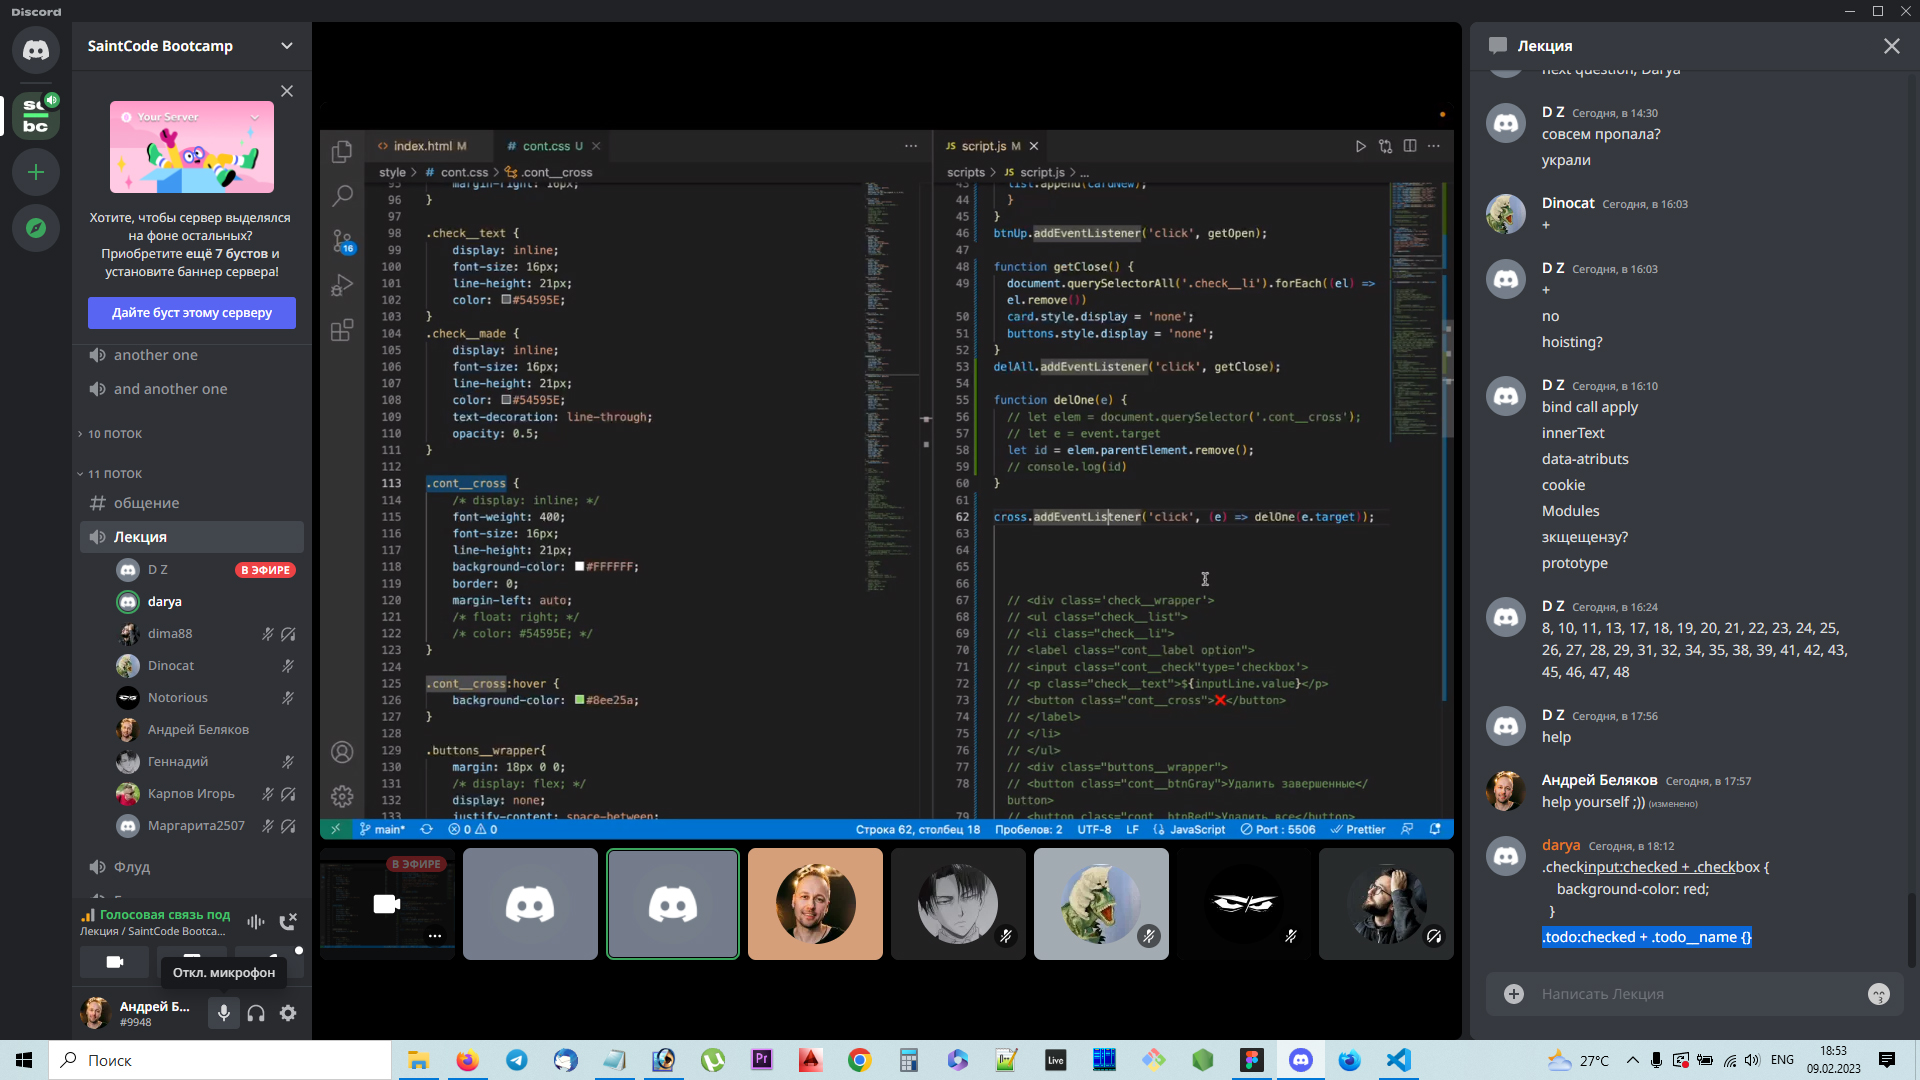 Discord
SaintCode Bootcamp
Your Server
Хотите, чтобы сервер выделялся
на фоне остальных?
Приобретите ещё 7 бустов и
установите баннер сервера!
Дайте буст этому серверу
another one
and another one
10 ПОТОК
11 ПОТОК
общение
Лекция
D Z
В ЭФИРЕ
darya
dima88
Dinocat
Notorious
Андрей Беляков
Геннадий
Карпов Игорь
Маргарита2507
Флуд
Голосовая связь под
Лекция / SaintCode Bootca...
Откл. микрофон
Андрей Б...
#9948
sc
bc
index.html M
# cont.css U
style > # cont.css > .cont__cross
16
95 margin-right: 10px;
96 }
97
98 .check__text {
99 display: inline;
100 font-size: 16px;
101 line-height: 21px;
102 color: #54595E;
103 }
104 .check__made {
105 display: inline;
106 font-size: 16px;
107 line-height: 21px;
108 color: #54595E;
109 text-decoration: line-through;
110 opacity: 0.5;
111 }
112
113 .cont__cross {
114 /* display: inline; */
115 font-weight: 400;
116 font-size: 16px;
117 line-height: 21px;
118 background-color: #FFFFFF;
119 border: 0;
120 margin-left: auto;
121 /* float: right; */
122 /* color: #54595E; */
123 }
124
125 .cont__cross:hover {
126 background-color: #8ee25a;
127 }
128
129 .buttons__wrapper{
130 margin: 18px 0 0;
131 /* display: flex; */
132 display: none;
133 justify-content: space-between;
JS script.js M
scripts > JS script.js > ...
43 list.append(cardNew);
44 }
45 }
46 btnUp.addEventListener('click', getOpen);
47
48 function getClose() {
49 document.querySelectorAll('.check__li').forEach((el) =>
el.remove())
50 card.style.display = 'none';
51 buttons.style.display = 'none';
52 }
53 delAll.addEventListener('click', getClose);
54
55 function delOne(e) {
56 // let elem = document.querySelector('.cont__cross');
57 // let e = event.target
58 let id = elem.parentElement.remove();
59 // console.log(id)
60 }
61
62 cross.addEventListener('click', (e) => delOne(e.target));
63
64
65
66
67 // <div class='check__wrapper'>
68 // <ul class="check__list">
69 // <li class="check__li">
70 // <label class="cont__label option">
71 // <input class="cont__check"type='checkbox'>
72 // <p class="check__text">${inputLine.value}</p>
73 // <button class="cont__cross">❌</button>
74 // </label>
75 // </li>
76 // </ul>
77 // <div class="buttons__wrapper">
78 // <button class="cont__btnGray">Удалить завершенные</
button>
79 // <button class="cont__btnRed">Удалить все</button>
main*
0 0
Строка 62, столбец 18
Пробелов: 2
UTF-8
LF
JavaScript
Port : 5506
Prettier
В ЭФИРЕ
Лекция
next question, Darya
D Z Сегодня, в 14:30
совсем пропала?
украли
Dinocat Сегодня, в 16:03
+
D Z Сегодня, в 16:03
+
no
hoisting?
D Z Сегодня, в 16:10
bind call apply
innerText
data-atributs
cookie
Modules
зкщещензу?
prototype
D Z Сегодня, в 16:24
8, 10, 11, 13, 17, 18, 19, 20, 21, 22, 23, 24, 25,
26, 27, 28, 29, 31, 32, 34, 35, 38, 39, 41, 42, 43,
45, 46, 47, 48
D Z Сегодня, в 17:56
help
Андрей Беляков Сегодня, в 17:57
help yourself ;)) (изменено)
darya Сегодня, в 18:12
.checkinput:checked + .checkbox {
background-color: red;
}
.todo:checked + .todo__name {}
Написать Лекция
Поиск
Pr
Live
27°C
ENG
18:53
09.02.2023